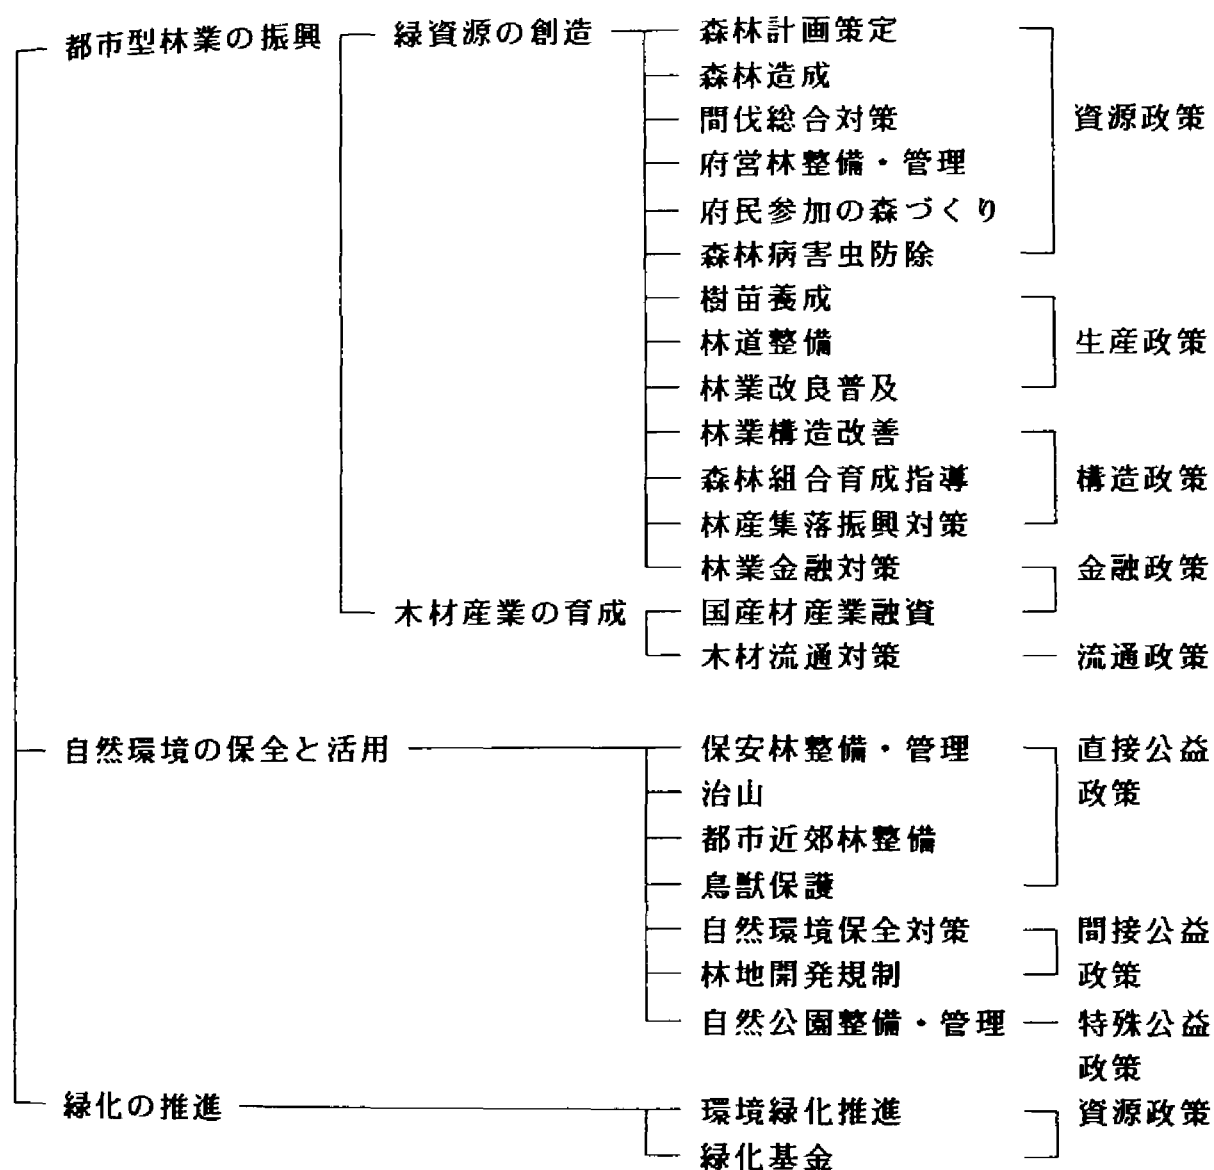 都市型林業の振興 緑資源の創造 森林計画策定
森林造成
間伐総合対策 資源政策
府営林整備・管理
府民参加の森づくり
森林病害虫防除
樹苗養成
林道整備 生産政策
林業改良普及
林業構造改善
森林組合育成指導 構造政策
林産集落振興対策
林業金融対策 金融政策
木材産業の育成 国産材産業融資
木材流通対策 流通政策
自然環境の保全と活用 保安林整備・管理 直接公益
治山 政策
都市近郊林整備
鳥獣保護
自然環境保全対策 間接公益
林地開発規制 政策
自然公園整備・管理 特殊公益
政策
緑化の推進 環境緑化推進 資源政策
緑化基金